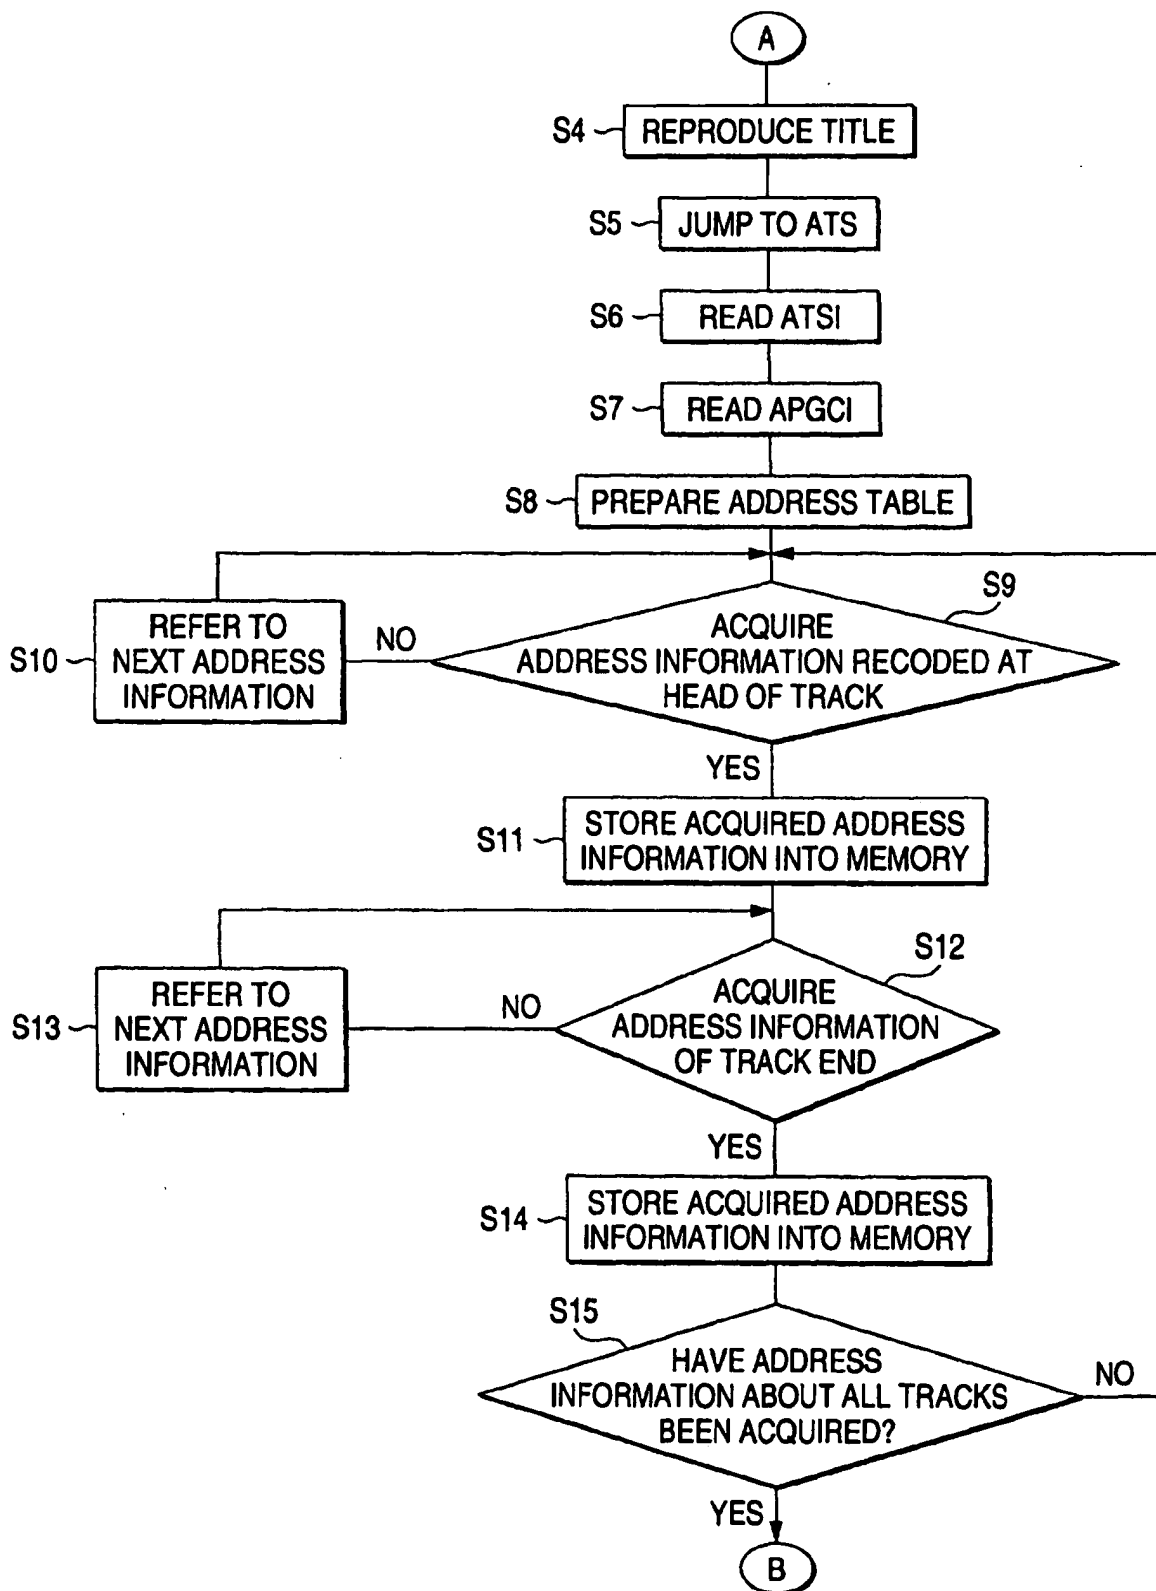 A
S4 REPRODUCE TITLE
S5 JUMP TO ATS
S6 READ ATSI
S7 READ APGCI
S8 PREPARE ADDRESS TABLE
S9
ACQUIRE
ADDRESS INFORMATION RECODED AT
HEAD OF TRACK
NO
S10
REFER TO
NEXT ADDRESS
INFORMATION
YES
S11
STORE ACQUIRED ADDRESS
INFORMATION INTO MEMORY
S12
ACQUIRE
ADDRESS INFORMATION
OF TRACK END
NO
S13
REFER TO
NEXT ADDRESS
INFORMATION
YES
S14
STORE ACQUIRED ADDRESS
INFORMATION INTO MEMORY
S15
HAVE ADDRESS
INFORMATION ABOUT ALL TRACKS
BEEN ACQUIRED?
NO
YES
B